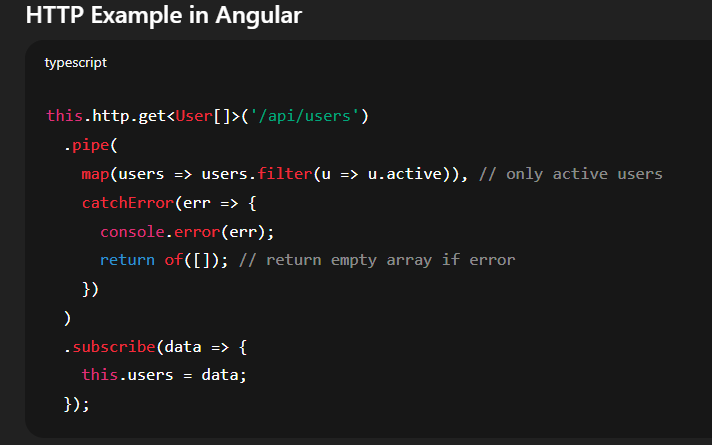 HTTP Example in Angular
typescript
this.http.get<User[]>('/api/users')
.pipe(
map(users => users.filter(u => u.active)), // only active users
catchError(err => {
console.error(err);
return of([]); // return empty array if error
})
)
.subscribe(data => {
this.users = data;
});